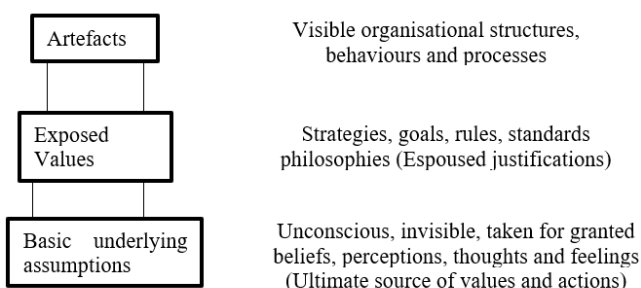 Artefacts
Visible organisational structures,
behaviours and processes
Exposed
Values
Strategies, goals, rules, standards
philosophies (Espoused justifications)
Basic underlying
assumptions
Unconscious, invisible, taken for granted
beliefs, perceptions, thoughts and feelings
(Ultimate source of values and actions)